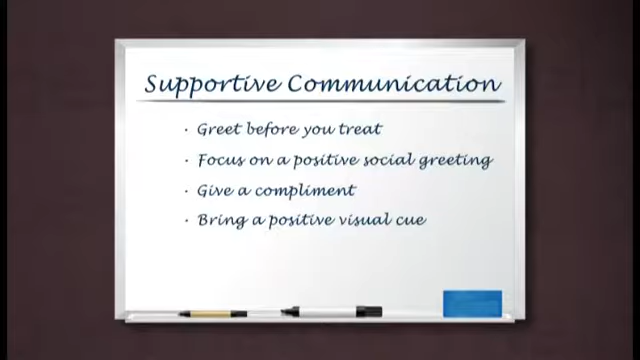 Supportive Communication
· Greet before you treat
· Focus on a positive social greeting
· Give a compliment
· Bring a positive visual cue